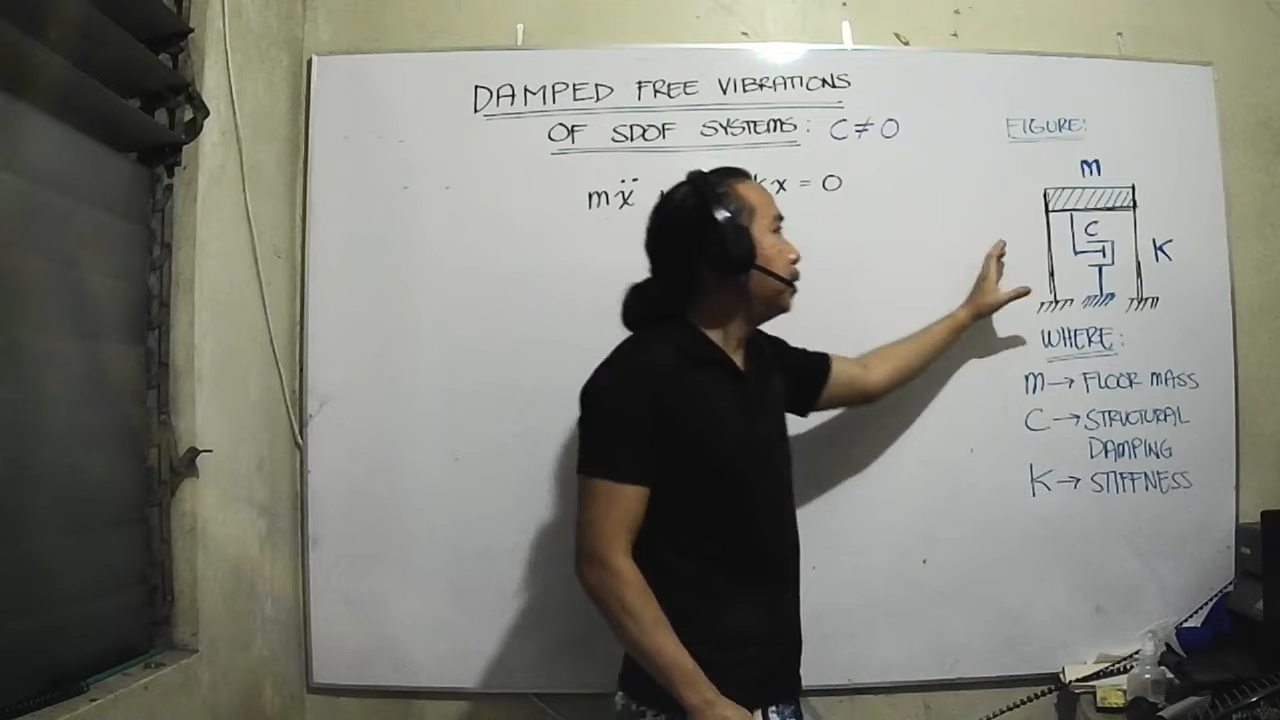 DAMPED FREE VIBRATIONS
OF SDOF SYSTEMS: C ≠ 0
mẍ kx = 0
FIGURE:
m
C
K
WHERE:
m → FLOOR MASS
C → STRUCTURAL
DAMPING
K → STIFFNESS